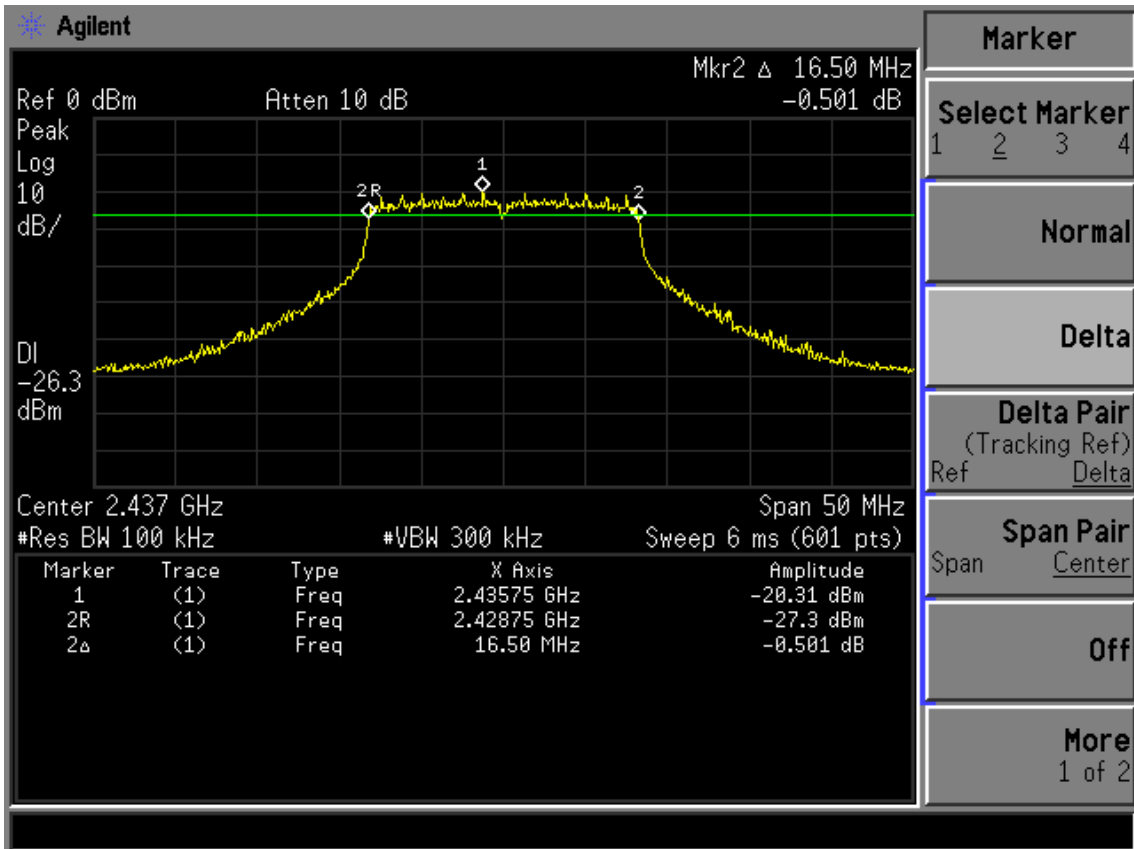 Agilent
Marker
Mkr2 Δ 16.50 MHz
Ref 0 dBm Atten 10 dB -0.501 dB
Peak
Log
10
dB/
1
2R
2
DI
-26.3
dBm
Center 2.437 GHz Span 50 MHz
#Res BW 100 kHz #VBW 300 kHz Sweep 6 ms (601 pts)
Marker Trace Type X Axis Amplitude
1 (1) Freq 2.43575 GHz -20.31 dBm
2R (1) Freq 2.42875 GHz -27.3 dBm
2Δ (1) Freq 16.50 MHz -0.501 dB
Select Marker
1 2 3 4
Normal
Delta
Delta Pair
(Tracking Ref)
Ref Delta
Span Pair
Span Center
Off
More
1 of 2